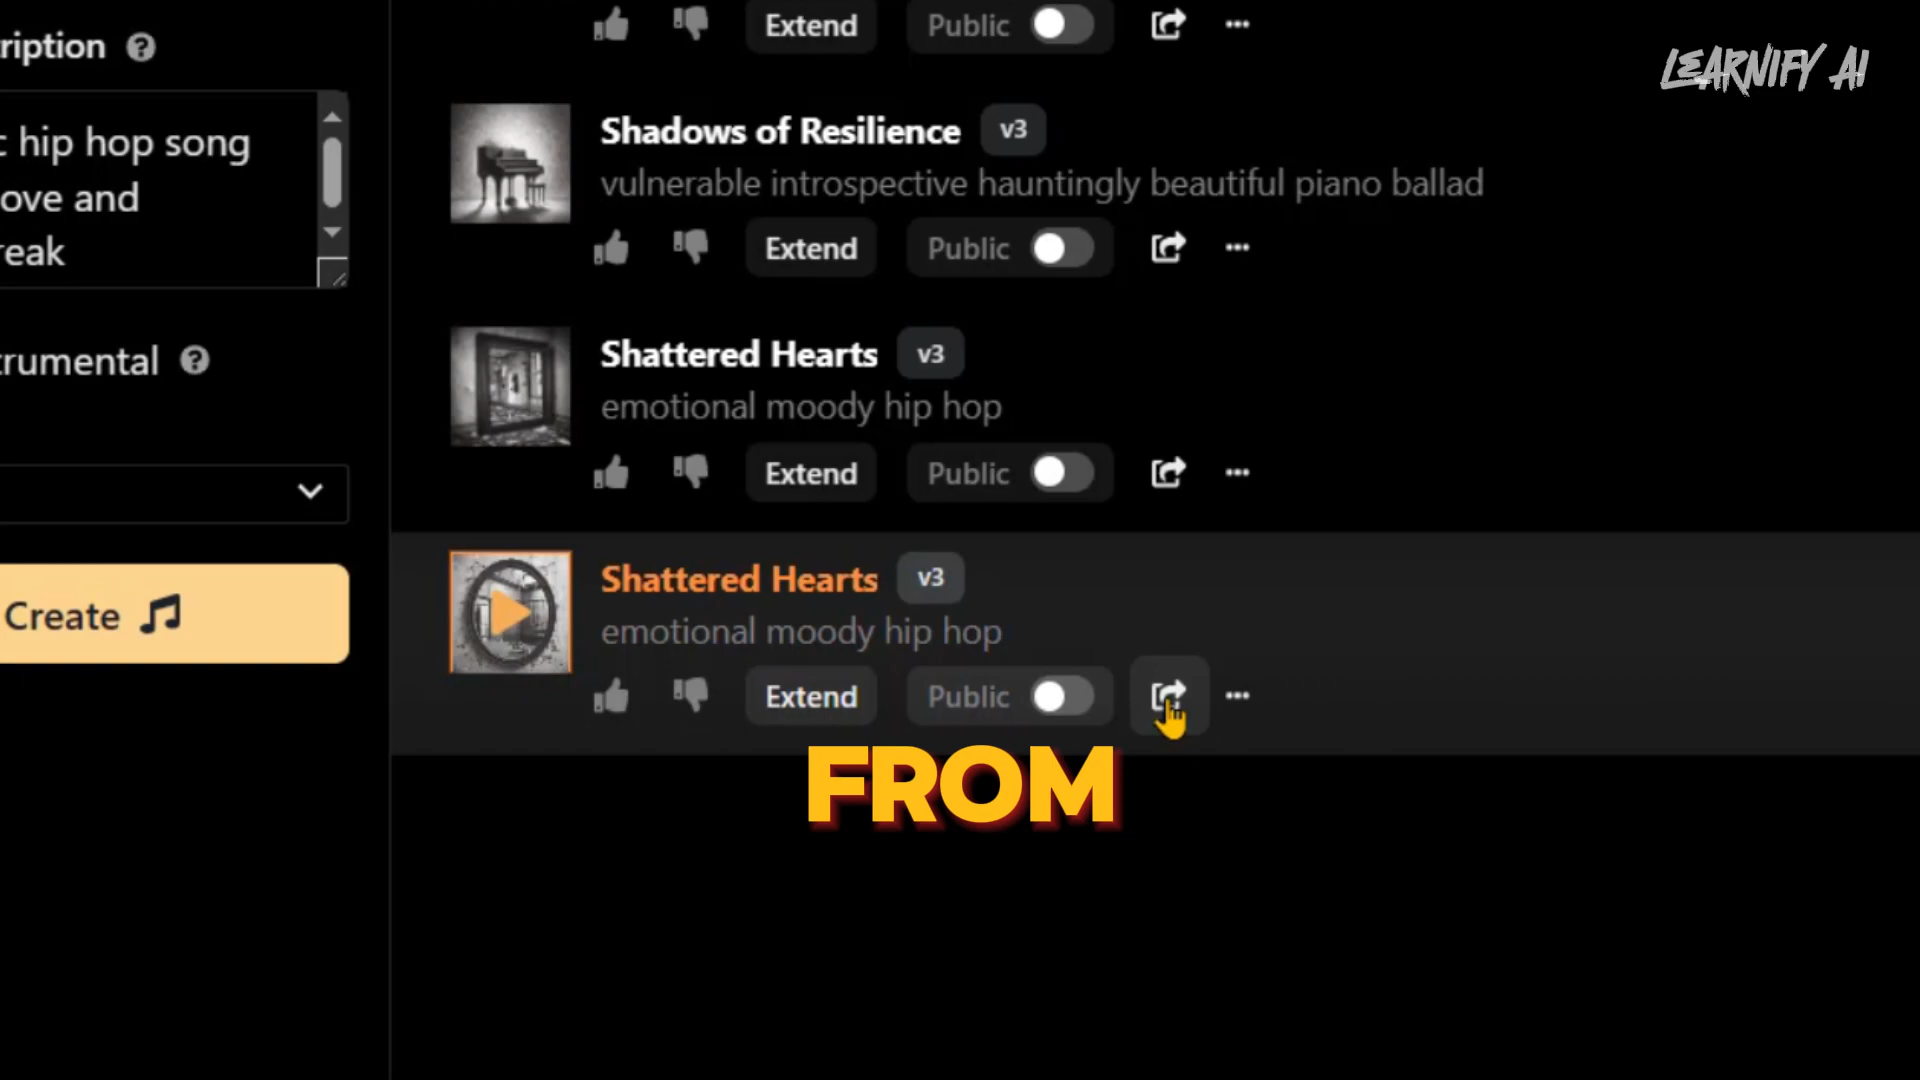 ription
c hip hop song
ove and
reak
trumental
Create
Extend
Public
Shadows of Resilience v3
vulnerable introspective hauntingly beautiful piano ballad
Extend
Public
Shattered Hearts v3
emotional moody hip hop
Extend
Public
Shattered Hearts v3
emotional moody hip hop
Extend
Public
FROM
LEARNIFY AI